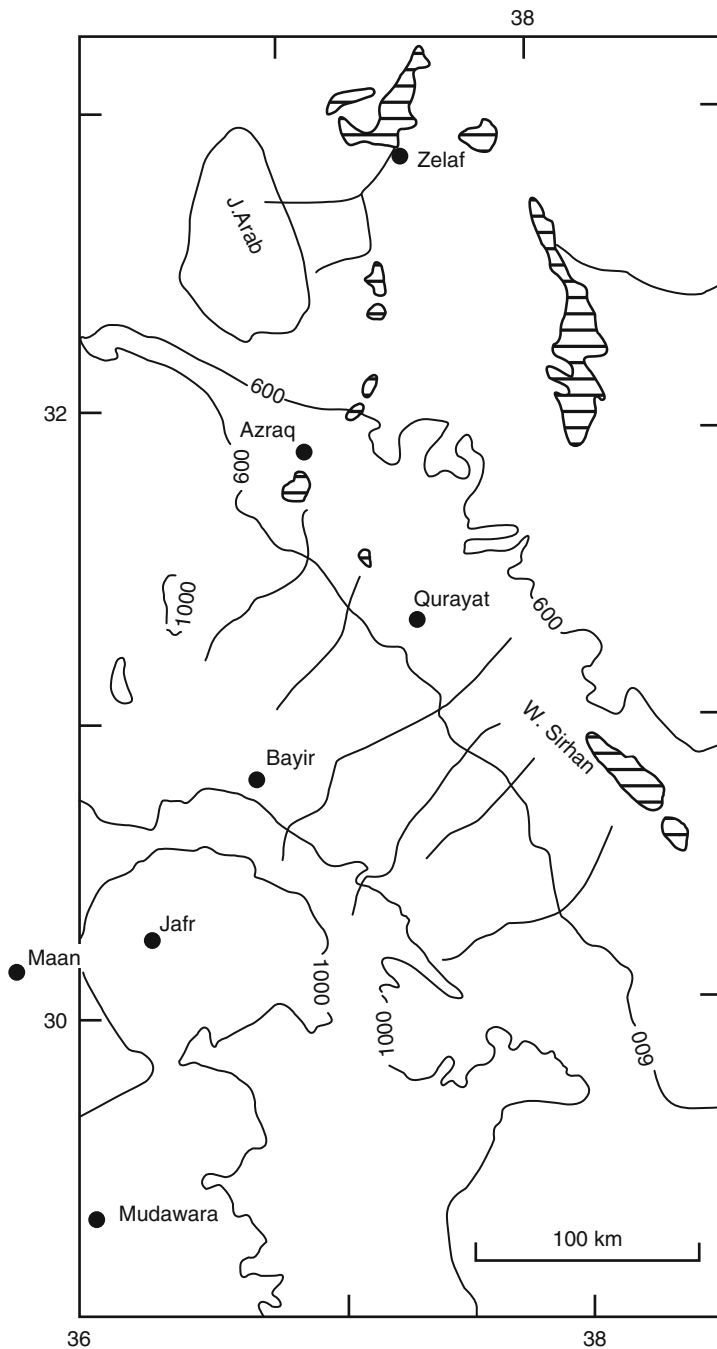 38
Zelaf
J.Arab
600
32
Azraq
600
1000
Qurayat
600
W. Sirhan
Bayir
Jafr
Maan
1000
1000
30
600
Mudawara
100 km
36
38